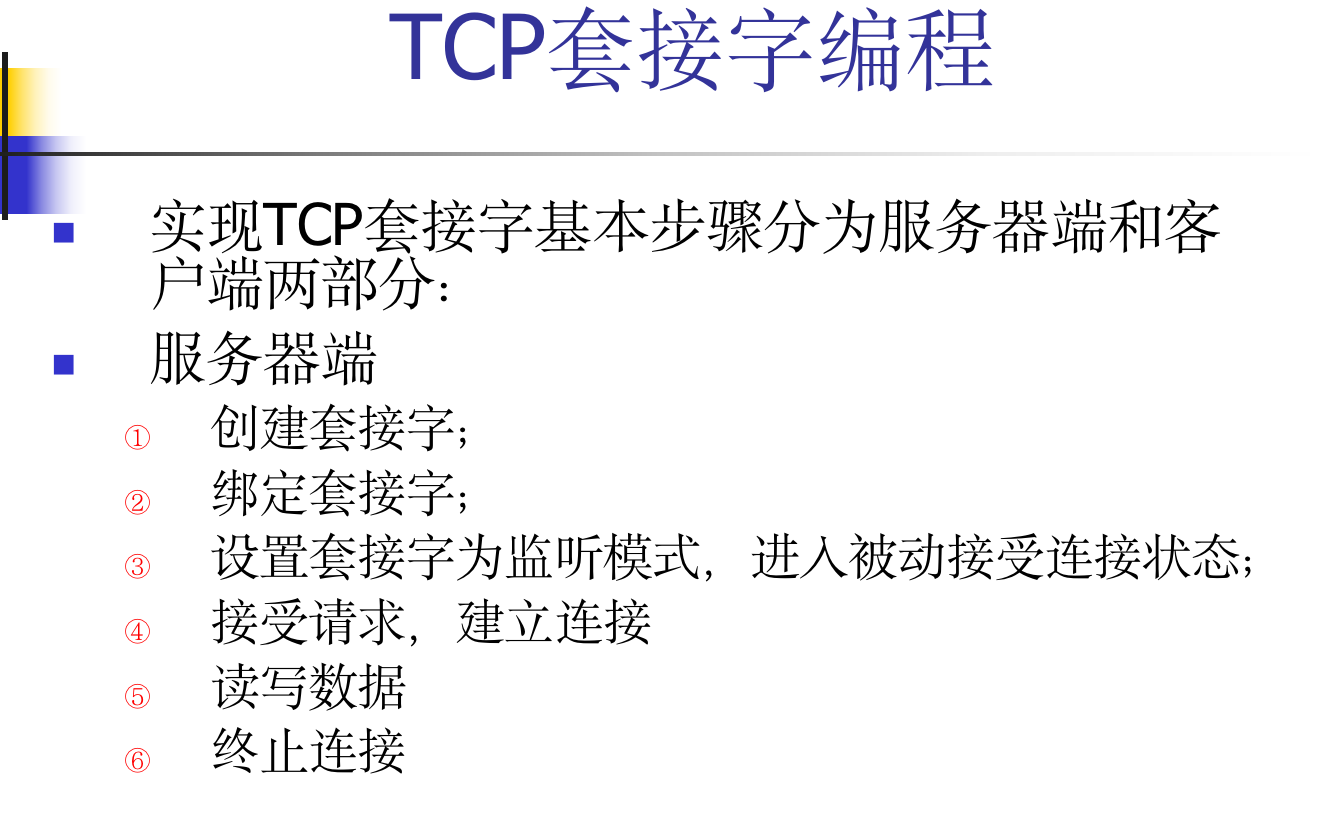 TCP套接字编程
实现TCP套接字基本步骤分为服务器端和客
户端两部分：
服务器端
① 创建套接字；
② 绑定套接字；
③ 设置套接字为监听模式，进入被动接受连接状态；
④ 接受请求，建立连接
⑤ 读写数据
⑥ 终止连接